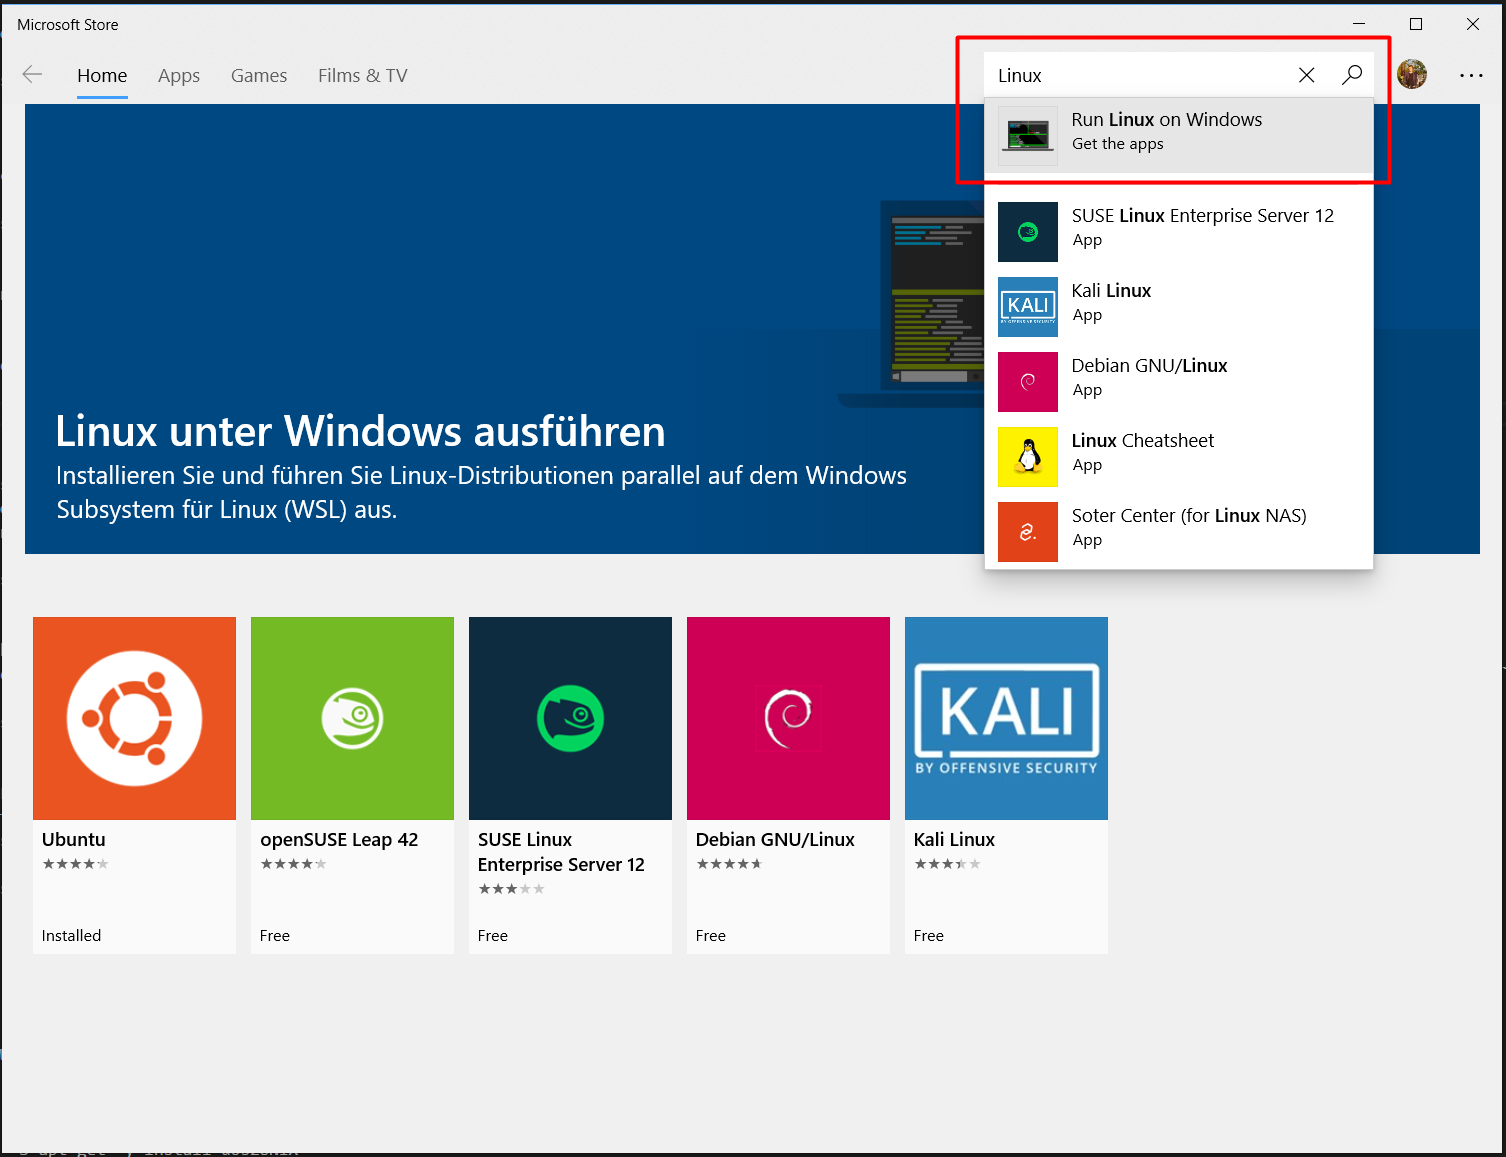 Microsoft Store
Home Apps Games Films & TV
Linux
Run Linux on Windows
Get the apps
SUSE Linux Enterprise Server 12
App
KALI
BY OFFENSIVE SECURITY
Kali Linux
App
Debian GNU/Linux
App
Linux Cheatsheet
App
Soter Center (for Linux NAS)
App
Linux unter Windows ausführen
Installieren Sie und führen Sie Linux-Distributionen parallel auf dem Windows
Subsystem für Linux (WSL) aus.
Ubuntu
Installed
openSUSE Leap 42
Free
SUSE Linux
Enterprise Server 12
Free
Debian GNU/Linux
Free
KALI
BY OFFENSIVE SECURITY
Kali Linux
Free